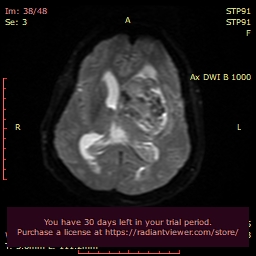 Im: 38/48
Se: 3
STP91
STP91
F
A
Ax DWI B 1000
R
L
You have 30 days left in your trial period.
Purchase a license at https://radiantviewer.com/store/